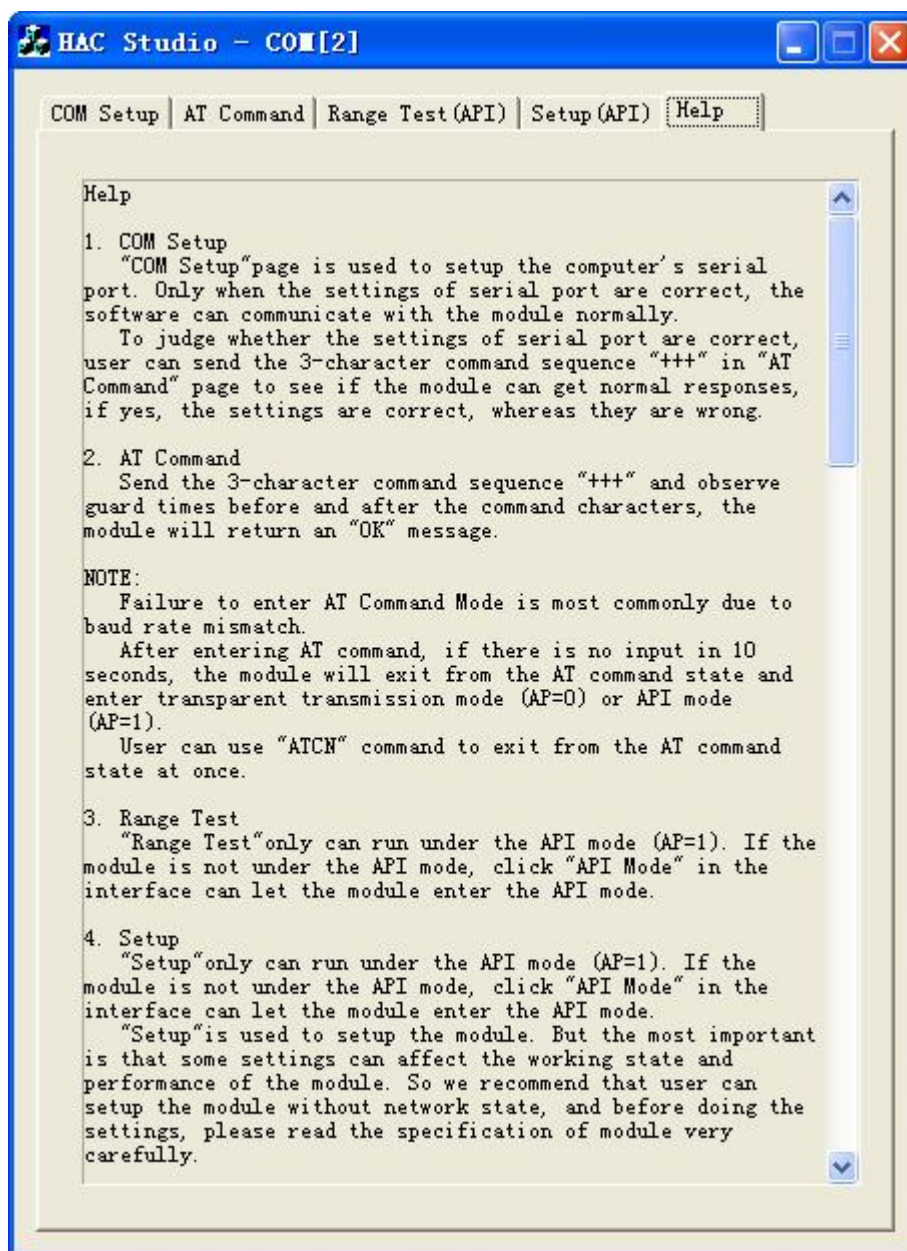 HAC Studio - COM[2]
COM Setup AT Command Range Test(API) Setup(API) Help
Help
1. COM Setup
"COM Setup"page is used to setup the computer's serial
port. Only when the settings of serial port are correct, the
software can communicate with the module normally.
To judge whether the settings of serial port are correct,
user can send the 3-character command sequence "+++" in "AT
Command" page to see if the module can get normal responses,
if yes, the settings are correct, whereas they are wrong.
2. AT Command
Send the 3-character command sequence "+++" and observe
guard times before and after the command characters, the
module will return an "OK" message.
NOTE:
Failure to enter AT Command Mode is most commonly due to
baud rate mismatch.
After entering AT command, if there is no input in 10
seconds, the module will exit from the AT command state and
enter transparent transmission mode (AP=0) or API mode
(AP=1).
User can use "ATCN" command to exit from the AT command
state at once.
3. Range Test
"Range Test"only can run under the API mode (AP=1). If the
module is not under the API mode, click "API Mode" in the
interface can let the module enter the API mode.
4. Setup
"Setup"only can run under the API mode (AP=1). If the
module is not under the API mode, click "API Mode" in the
interface can let the module enter the API mode.
"Setup"is used to setup the module. But the most important
is that some settings can affect the working state and
performance of the module. So we recommend that user can
setup the module without network state, and before doing the
settings, please read the specification of module very
carefully.